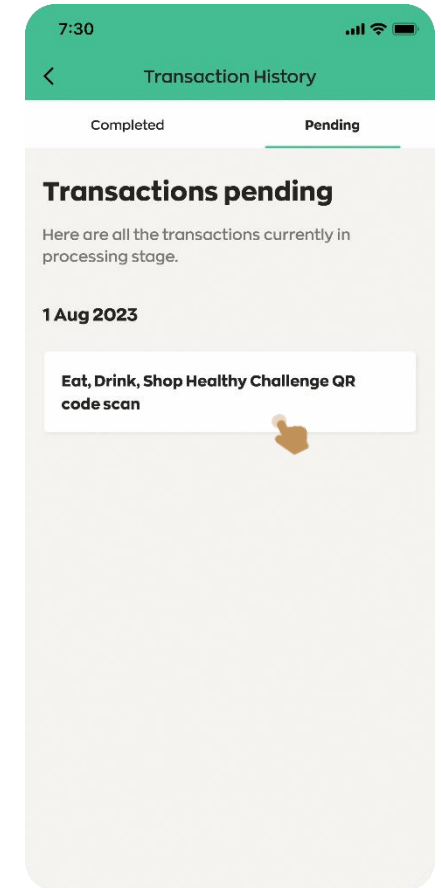 7:30
Transaction History
Completed
Pending
Transactions pending
Here are all the transactions currently in
processing stage.
1 Aug 2023
Eat, Drink, Shop Healthy Challenge QR
code scan